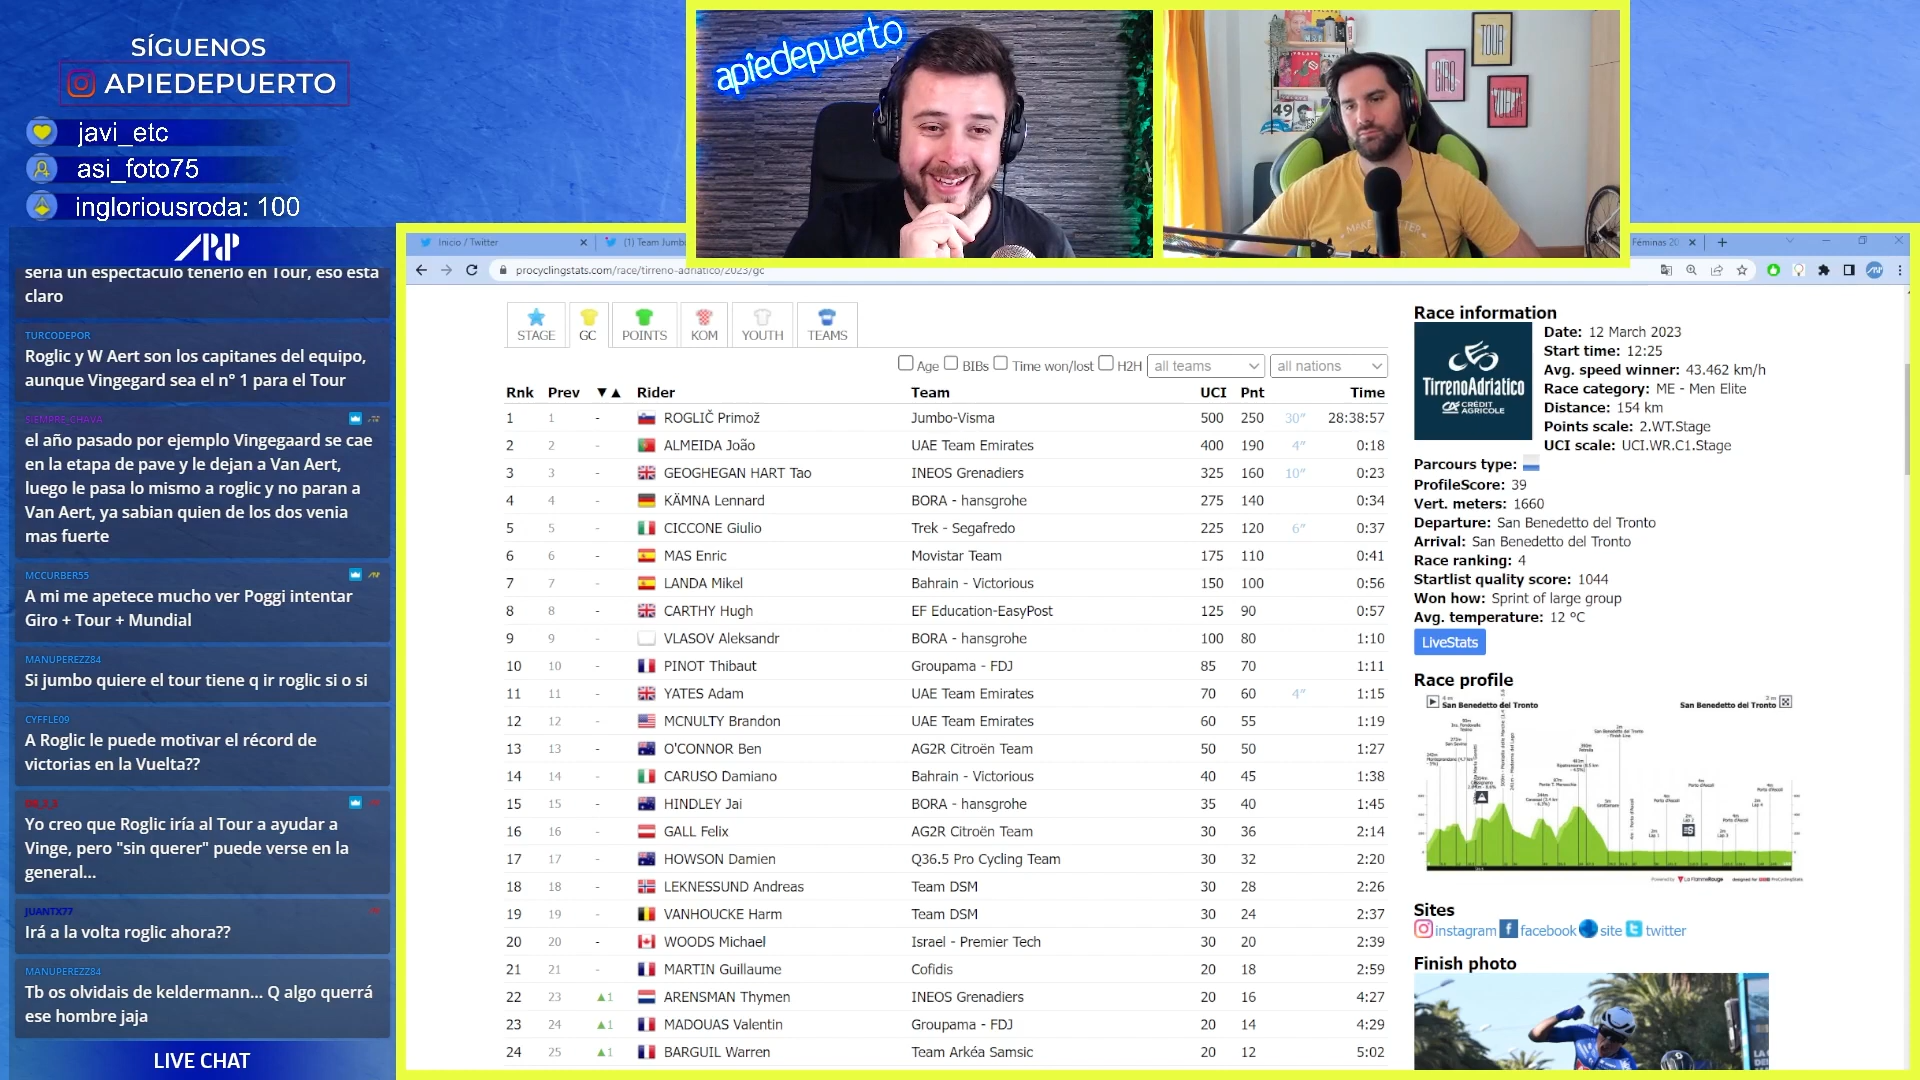 SÍGUENOS
APIEDEPUERTO
javi_etc
asi_foto75
ingloriousroda: 100
sería un espectáculo tenerlo en Tour, eso está
claro
TURCODEPOR
Roglic y W Aert son los capitanes del equipo,
aunque Vingegard sea el n° 1 para el Tour
SIEMPRE_CHAVA
el año pasado por ejemplo Vingegaard se cae
en la etapa de pave y le dejan a Van Aert,
luego le pasa lo mismo a roglic y no paran a
Van Aert, ya sabian quien de los dos venia
mas fuerte
MCCURBER55
A mi me apetece mucho ver Poggi intentar
Giro + Tour + Mundial
MANUPEREZZ84
Si jumbo quiere el tour tiene q ir roglic si o si
CYFFLE09
A Roglic le puede motivar el récord de
victorias en la Vuelta??
Yo creo que Roglic iría al Tour a ayudar a
Vinge, pero "sin querer" puede verse en la
general...
JUANTX77
Irá a la volta roglic ahora??
MANUPEREZZ84
Tb os olvidais de keldermann... Q algo querrá
ese hombre jaja
LIVE CHAT
apiedepuerto
TOUR
GIRO
VUELTA
Inicio / Twitter
(1) Team Jumb
Féminas 20
procyclingstats.com/race/tirreno-adriatico/2023/gc
STAGE GC POINTS KOM YOUTH TEAMS
Age BIBs Time won/lost H2H all teams all nations
Rnk Prev ▼▲ Rider Team UCI Pnt Time
1 1 - ROGLIČ Primož Jumbo-Visma 500 250 30″ 28:38:57
2 2 - ALMEIDA João UAE Team Emirates 400 190 4″ 0:18
3 3 - GEOGHEGAN HART Tao INEOS Grenadiers 325 160 10″ 0:23
4 4 - KÄMNA Lennard BORA - hansgrohe 275 140 0:34
5 5 - CICCONE Giulio Trek - Segafredo 225 120 6″ 0:37
6 6 - MAS Enric Movistar Team 175 110 0:41
7 7 - LANDA Mikel Bahrain - Victorious 150 100 0:56
8 8 - CARTHY Hugh EF Education-EasyPost 125 90 0:57
9 9 - VLASOV Aleksandr BORA - hansgrohe 100 80 1:10
10 10 - PINOT Thibaut Groupama - FDJ 85 70 1:11
11 11 - YATES Adam UAE Team Emirates 70 60 4″ 1:15
12 12 - MCNULTY Brandon UAE Team Emirates 60 55 1:19
13 13 - O'CONNOR Ben AG2R Citroën Team 50 50 1:27
14 14 - CARUSO Damiano Bahrain - Victorious 40 45 1:38
15 15 - HINDLEY Jai BORA - hansgrohe 35 40 1:45
16 16 - GALL Felix AG2R Citroën Team 30 36 2:14
17 17 - HOWSON Damien Q36.5 Pro Cycling Team 30 32 2:20
18 18 - LEKNESSUND Andreas Team DSM 30 28 2:26
19 19 - VANHOUCKE Harm Team DSM 30 24 2:37
20 20 - WOODS Michael Israel - Premier Tech 30 20 2:39
21 21 - MARTIN Guillaume Cofidis 20 18 2:59
22 23 ▲1 ARENSMAN Thymen INEOS Grenadiers 20 16 4:27
23 24 ▲1 MADOUAS Valentin Groupama - FDJ 20 14 4:29
24 25 ▲1 BARGUIL Warren Team Arkéa Samsic 20 12 5:02
Race information
TirrenoAdriatico
CRÉDIT
AGRICOLE
Date: 12 March 2023
Start time: 12:25
Avg. speed winner: 43.462 km/h
Race category: ME - Men Elite
Distance: 154 km
Points scale: 2.WT.Stage
UCI scale: UCI.WR.C1.Stage
Parcours type:
ProfileScore: 39
Vert. meters: 1660
Departure: San Benedetto del Tronto
Arrival: San Benedetto del Tronto
Race ranking: 4
Startlist quality score: 1044
Won how: Sprint of large group
Avg. temperature: 12 °C
LiveStats
Race profile
San Benedetto del Tronto
San Benedetto del Tronto
Sites
instagram facebook site twitter
Finish photo